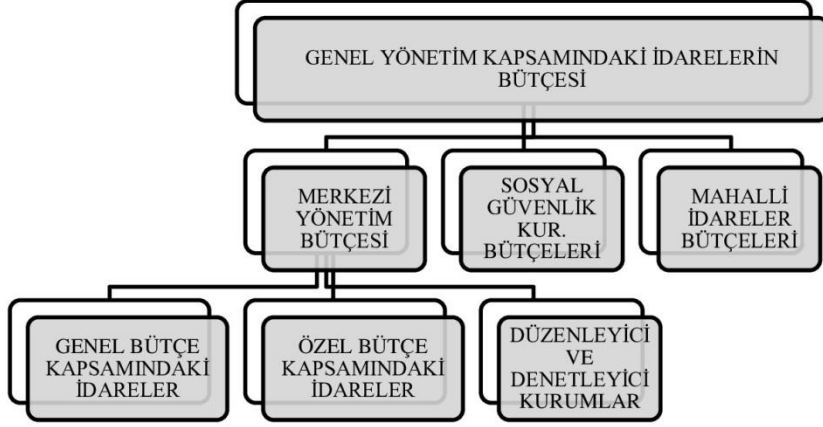 GENEL YÖNETİM KAPSAMINDAKİ İDARELERİN
BÜTÇESİ
MERKEZİ
YÖNETİM
BÜTÇESİ
SOSYAL
GÜVENLİK
KUR.
BÜTÇELERİ
MAHALLİ
İDARELER
BÜTÇELERİ
GENEL BÜTÇE
KAPSAMINDAKİ
İDARELER
ÖZEL BÜTÇE
KAPSAMINDAKİ
İDARELER
DÜZENLEYİCİ
VE
DENETLEYİCİ
KURUMLAR